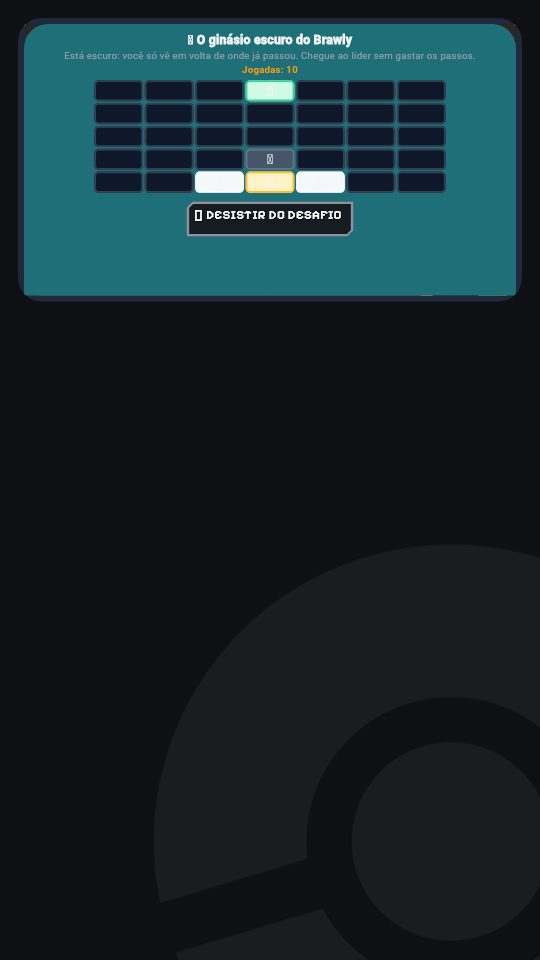 O ginásio escuro do Brawly
Está escuro: você só vê em volta de onde já passou. Chegue ao líder sem gastar os passos.
Jogadas: 10
DESISTIR DO DESAFIO